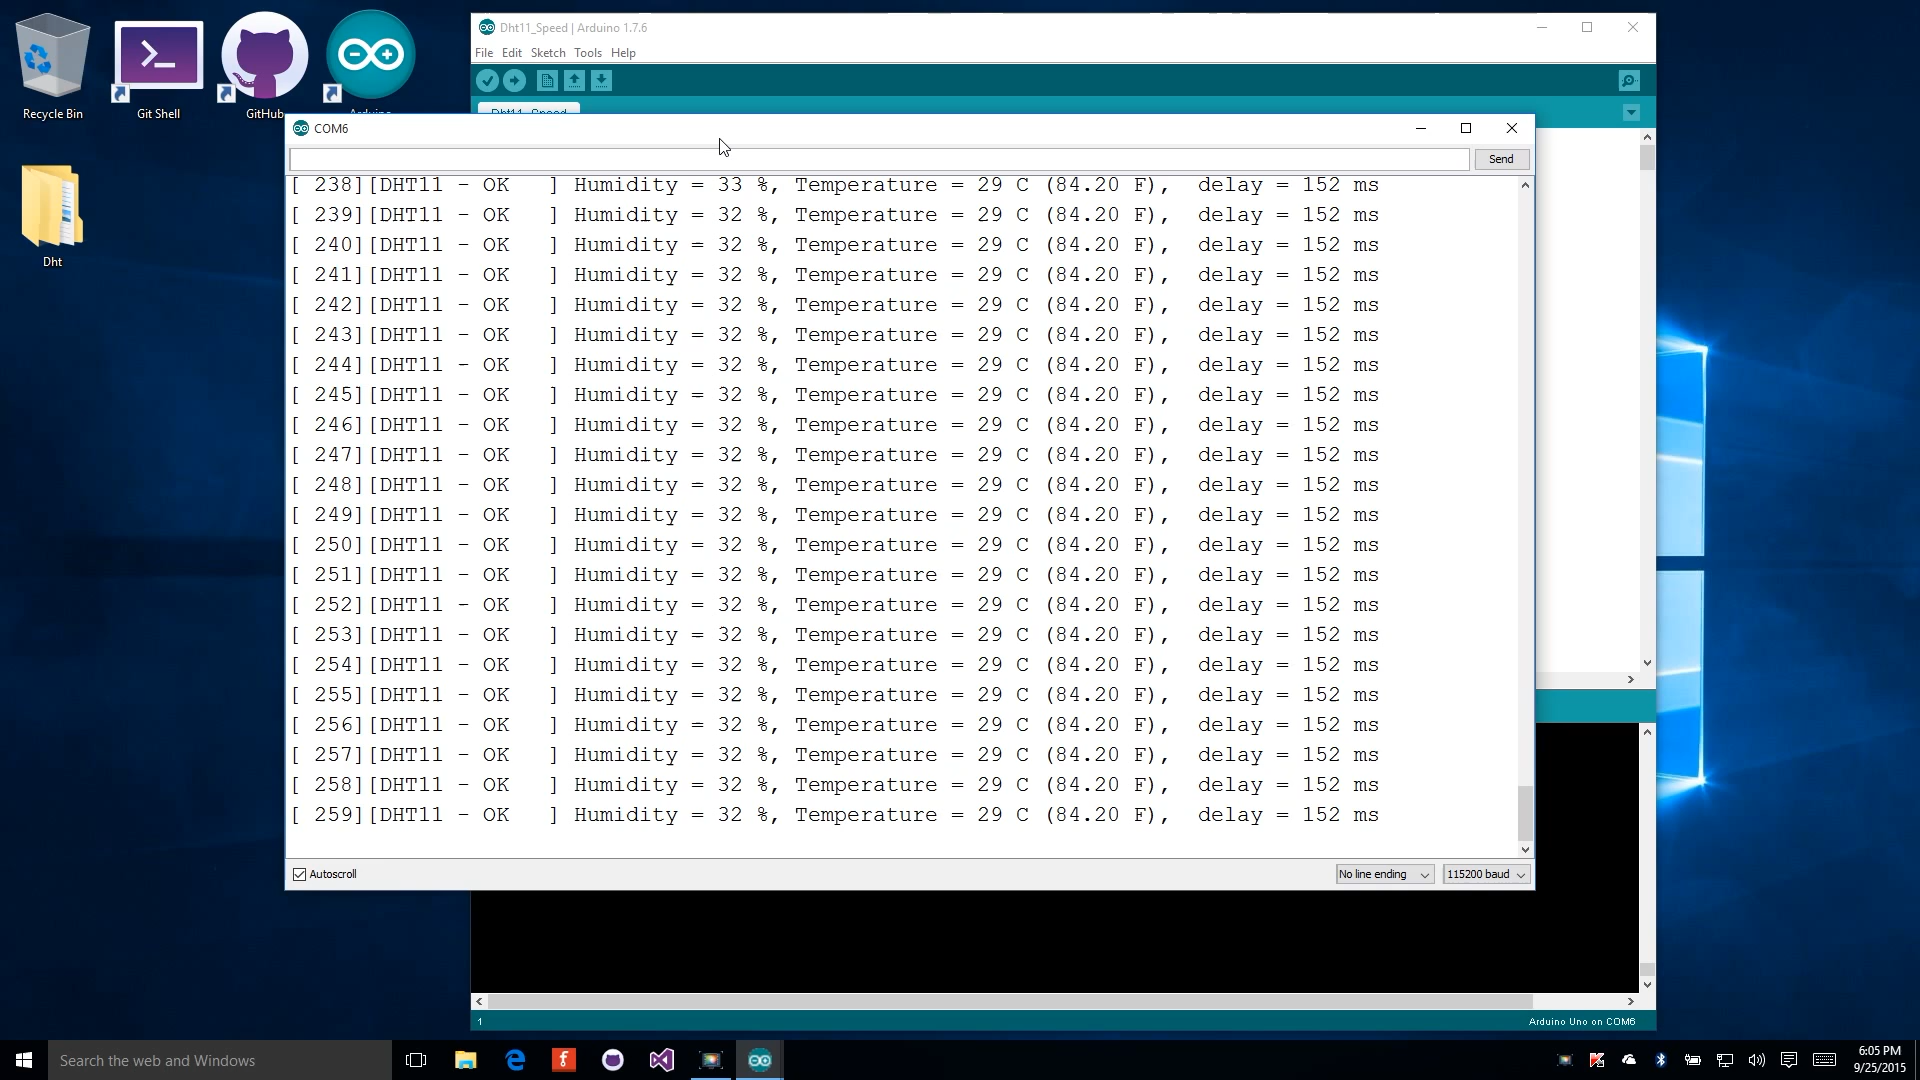 Recycle Bin
Git Shell
GitHub
Arduino
Dht
Dht11_Speed | Arduino 1.7.6
File Edit Sketch Tools Help
Dht11_Speed
COM6
Send
[ 238][DHT11 - OK   ] Humidity = 33 %, Temperature = 29 C (84.20 F),  delay = 152 ms
[ 239][DHT11 - OK   ] Humidity = 32 %, Temperature = 29 C (84.20 F),  delay = 152 ms
[ 240][DHT11 - OK   ] Humidity = 32 %, Temperature = 29 C (84.20 F),  delay = 152 ms
[ 241][DHT11 - OK   ] Humidity = 32 %, Temperature = 29 C (84.20 F),  delay = 152 ms
[ 242][DHT11 - OK   ] Humidity = 32 %, Temperature = 29 C (84.20 F),  delay = 152 ms
[ 243][DHT11 - OK   ] Humidity = 32 %, Temperature = 29 C (84.20 F),  delay = 152 ms
[ 244][DHT11 - OK   ] Humidity = 32 %, Temperature = 29 C (84.20 F),  delay = 152 ms
[ 245][DHT11 - OK   ] Humidity = 32 %, Temperature = 29 C (84.20 F),  delay = 152 ms
[ 246][DHT11 - OK   ] Humidity = 32 %, Temperature = 29 C (84.20 F),  delay = 152 ms
[ 247][DHT11 - OK   ] Humidity = 32 %, Temperature = 29 C (84.20 F),  delay = 152 ms
[ 248][DHT11 - OK   ] Humidity = 32 %, Temperature = 29 C (84.20 F),  delay = 152 ms
[ 249][DHT11 - OK   ] Humidity = 32 %, Temperature = 29 C (84.20 F),  delay = 152 ms
[ 250][DHT11 - OK   ] Humidity = 32 %, Temperature = 29 C (84.20 F),  delay = 152 ms
[ 251][DHT11 - OK   ] Humidity = 32 %, Temperature = 29 C (84.20 F),  delay = 152 ms
[ 252][DHT11 - OK   ] Humidity = 32 %, Temperature = 29 C (84.20 F),  delay = 152 ms
[ 253][DHT11 - OK   ] Humidity = 32 %, Temperature = 29 C (84.20 F),  delay = 152 ms
[ 254][DHT11 - OK   ] Humidity = 32 %, Temperature = 29 C (84.20 F),  delay = 152 ms
[ 255][DHT11 - OK   ] Humidity = 32 %, Temperature = 29 C (84.20 F),  delay = 152 ms
[ 256][DHT11 - OK   ] Humidity = 32 %, Temperature = 29 C (84.20 F),  delay = 152 ms
[ 257][DHT11 - OK   ] Humidity = 32 %, Temperature = 29 C (84.20 F),  delay = 152 ms
[ 258][DHT11 - OK   ] Humidity = 32 %, Temperature = 29 C (84.20 F),  delay = 152 ms
[ 259][DHT11 - OK   ] Humidity = 32 %, Temperature = 29 C (84.20 F),  delay = 152 ms
Autoscroll
No line ending
115200 baud
1
Arduino Uno on COM6
Search the web and Windows
6:05 PM
9/25/2015